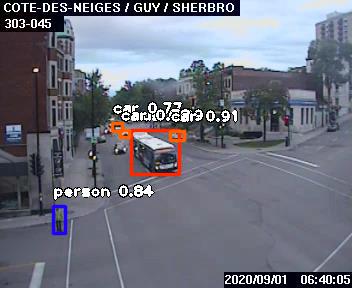 COTE-DES-NEIGES / GUY / SHERBRO
303-045
car 0.77
car 0.91
person 0.84
2020/09/01 06:40:05